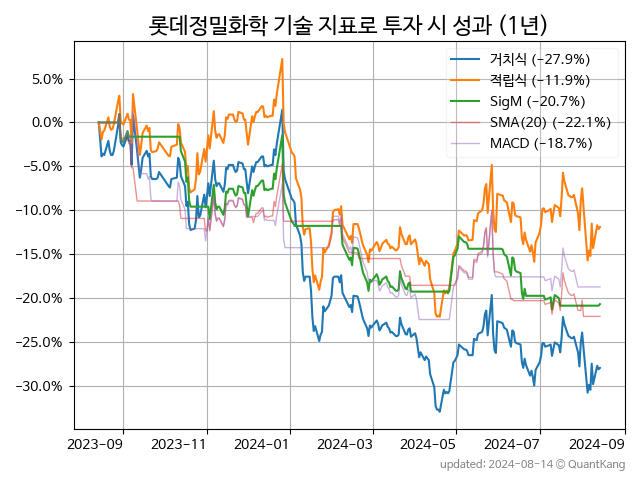 롯데정밀화학 기술 지표로 투자 시 성과 (1년)
거치식 (−27.9%)
적립식 (−11.9%)
SigM (−20.7%)
SMA(20) (−22.1%)
MACD (−18.7%)
5.0%
0.0%
−5.0%
−10.0%
−15.0%
−20.0%
−25.0%
−30.0%
2023-09 2023-11 2024-01 2024-03 2024-05 2024-07 2024-09
updated: 2024-08-14 @ QuantKang